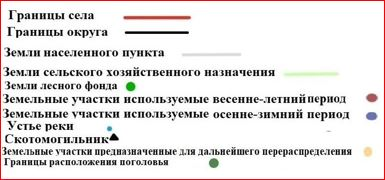 Границы села
Границы округа
Земли населенного пункта
Земли сельского хозяйственного назначения
Земли лесного фонда
Земельные участки используемые весенне-летний период
Земельные участки используемые осенне-зимний период
Устье реки
Скотомогильник
Земельные участки предназначенные для дальнейшего перераспределения
Границы расположения поголовья